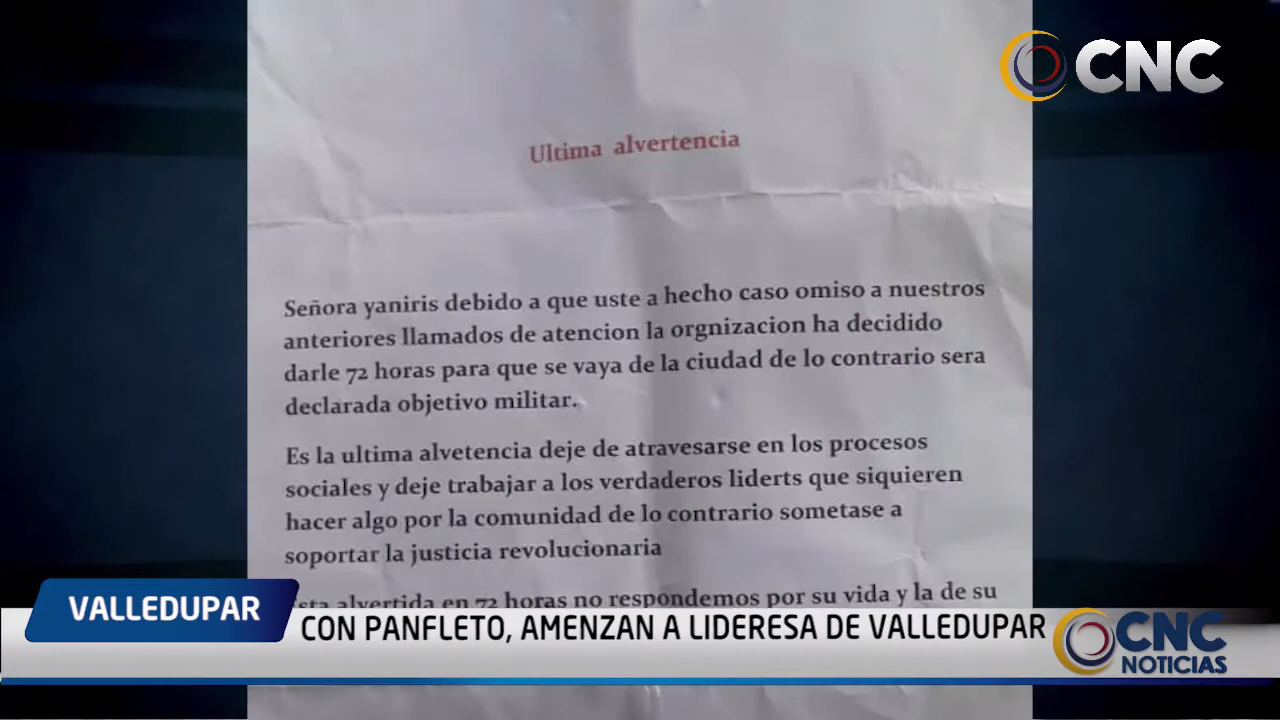 CNC
Ultima alvertencia
Señora yaniris debido a que uste a hecho caso omiso a nuestros
anteriores llamados de atencion la orgnizacion ha decidido
darle 72 horas para que se vaya de la ciudad de lo contrario sera
declarada objetivo militar.
Es la ultima alvetencia deje de atravesarse en los procesos
sociales y deje trabajar a los verdaderos liderts que siquieren
hacer algo por la comunidad de lo contrario sometase a
soportar la justicia revolucionaria
alvertida en 72 horas no respondemos por su vida y la de su
VALLEDUPAR
CON PANFLETO, AMENZAN A LIDERESA DE VALLEDUPAR
CNC
NOTICIAS